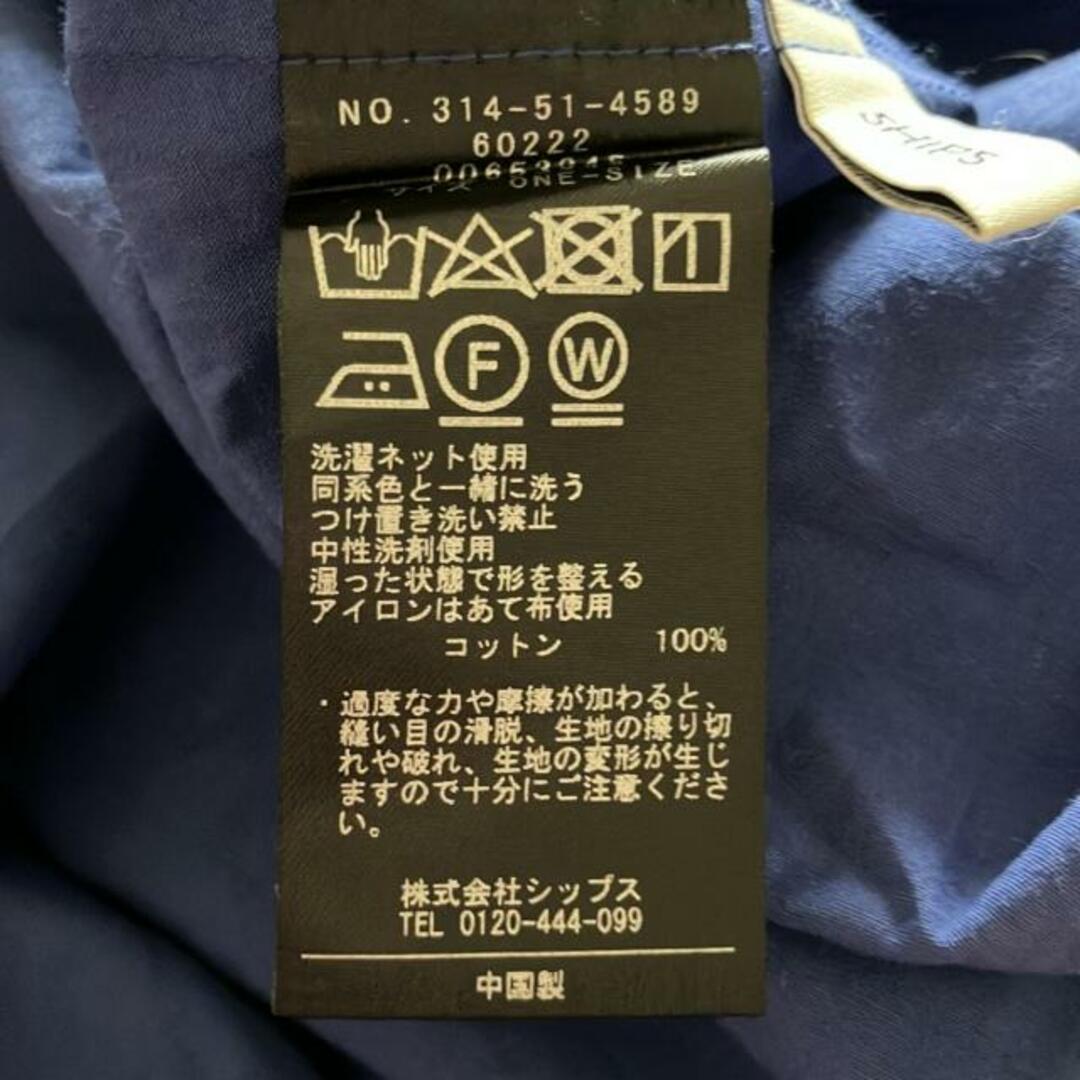 NO. 314-51-4589
60222
サイズ ONE-SIZE
SHIPS
F
W
洗濯ネット使用
同系色と一緒に洗う
つけ置き洗い禁止
中性洗剤使用
湿った状態で形を整える
アイロンはあて布使用
コットン 100%
・過度な力や摩擦が加わると、
縫い目の滑脱、生地の擦り切
れや破れ、生地の変形が生じ
ますので十分にご注意くださ
い。
株式会社シップス
TEL 0120-444-099
中国製